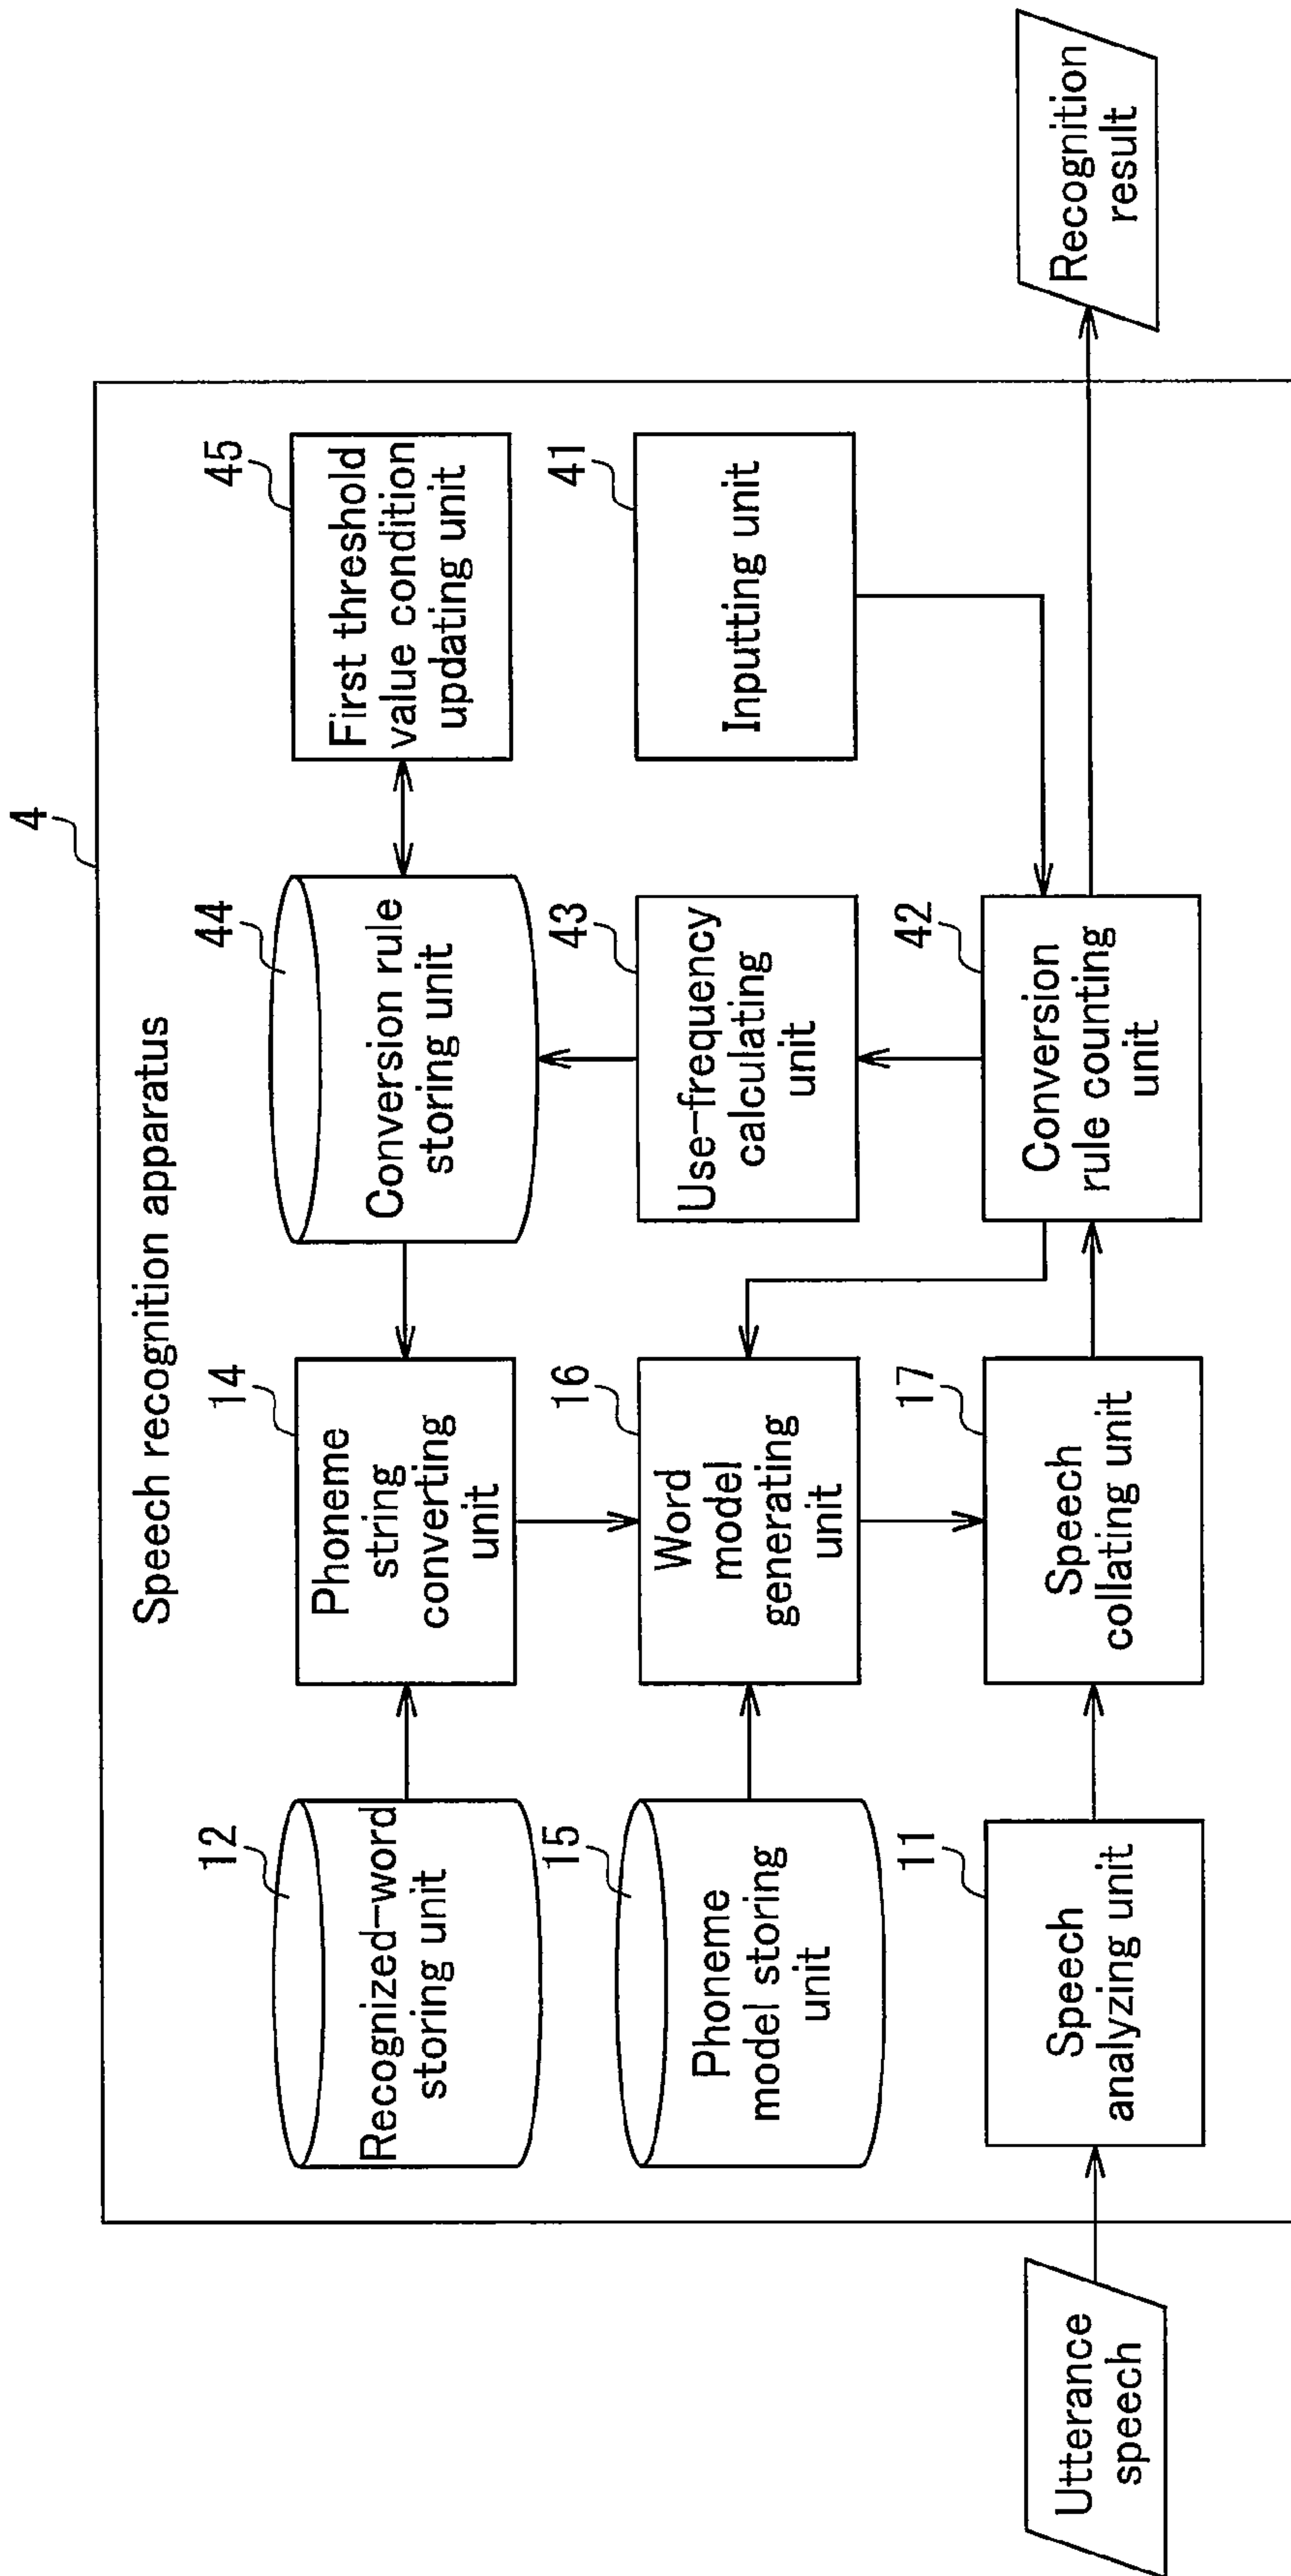 4
Speech recognition apparatus
12
Recognized-word
storing unit
14
Phoneme
string
converting
unit
44
Conversion rule
storing unit
45
First threshold
value condition
updating unit
15
Phoneme
model storing
unit
16
Word
model
generating
unit
43
Use-frequency
calculating
unit
41
Inputting unit
Utterance
speech
11
Speech
analyzing unit
17
Speech
collating unit
42
Conversion
rule counting
unit
Recognition
result